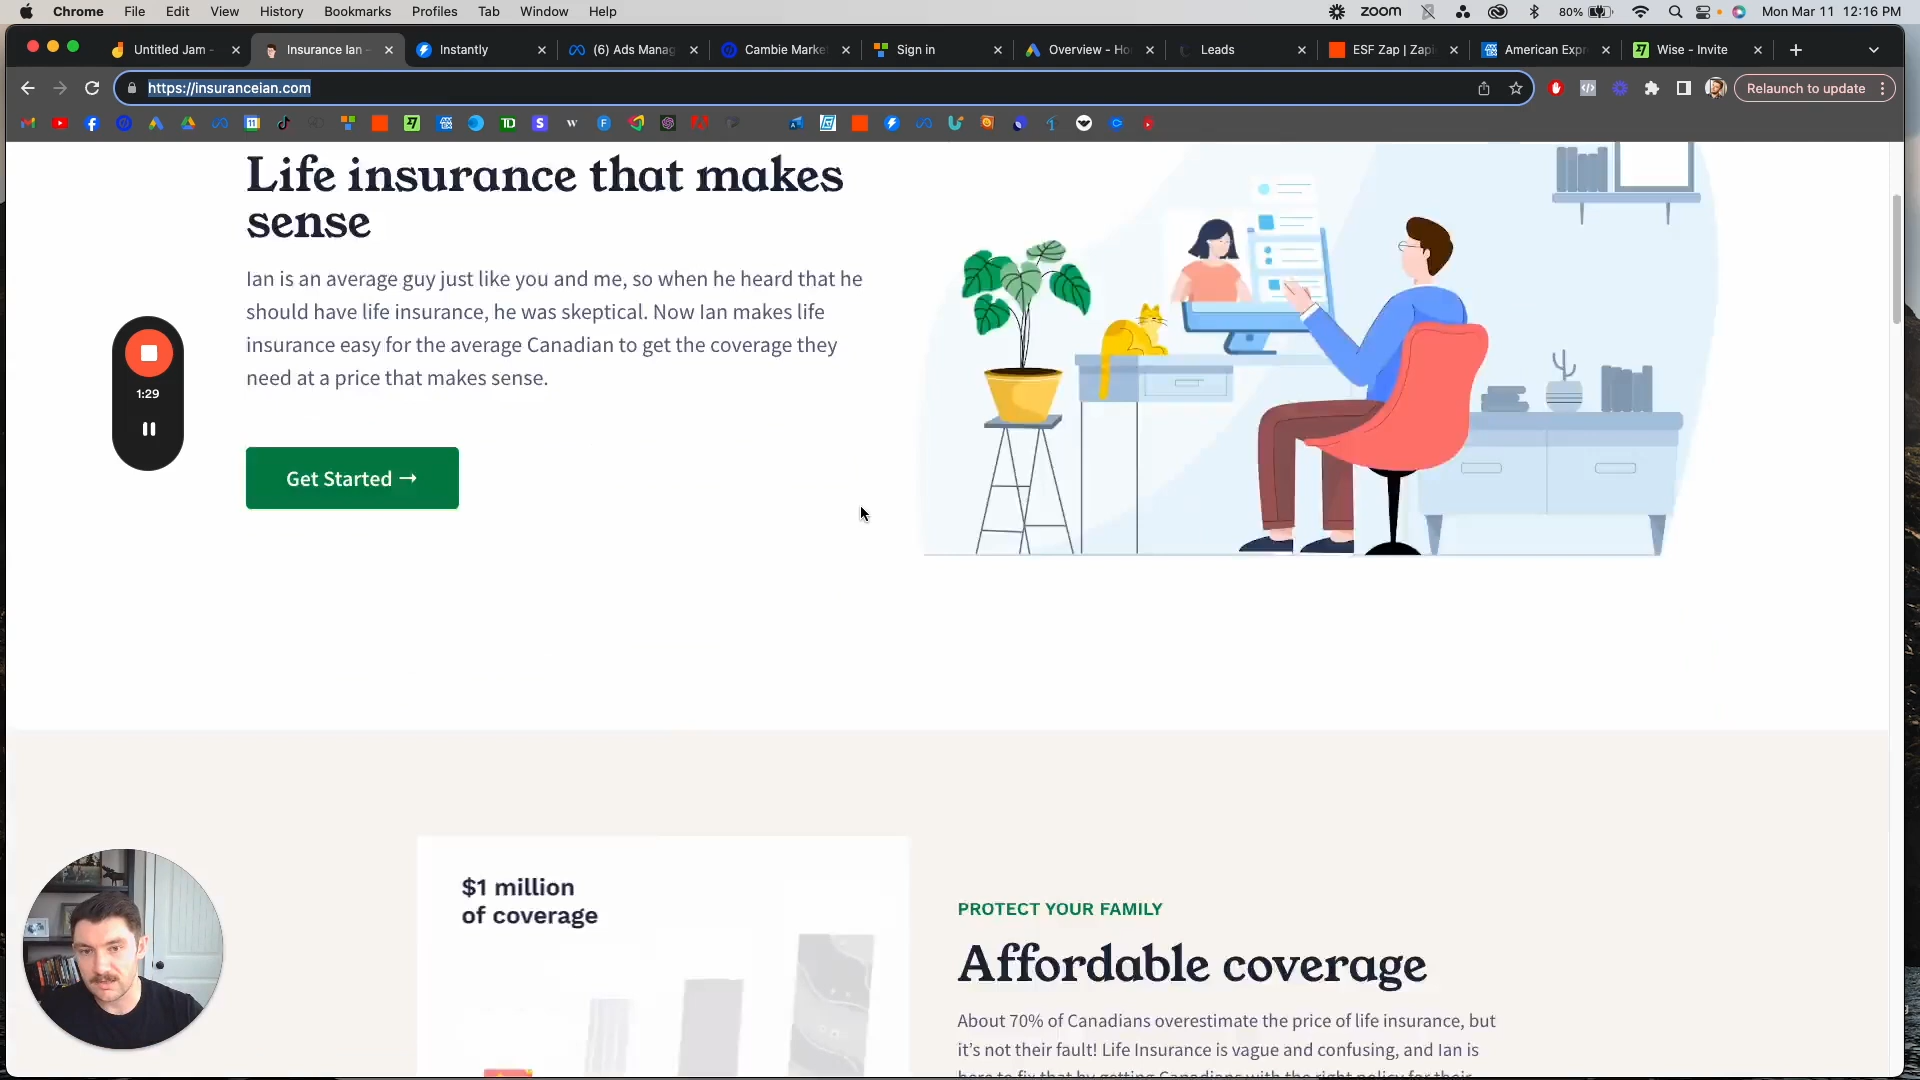 Chrome File Edit View History Bookmarks Profiles Tab Window Help zoom 80% Mon Mar 11 12:16 PM
Untitled Jam - Insurance Ian - Instantly (6) Ads Manag Cambie Market Sign in Overview - Ho Leads ESF Zap | Zapi American Expr Wise - Invite
https://insuranceian.com Relaunch to update
Life insurance that makes
sense
Ian is an average guy just like you and me, so when he heard that he
should have life insurance, he was skeptical. Now Ian makes life
insurance easy for the average Canadian to get the coverage they
need at a price that makes sense.
1:29
Get Started →
$1 million
of coverage
PROTECT YOUR FAMILY
Affordable coverage
About 70% of Canadians overestimate the price of life insurance, but
it's not their fault! Life Insurance is vague and confusing, and Ian is
here to fix that by getting Canadians with the right policy for their